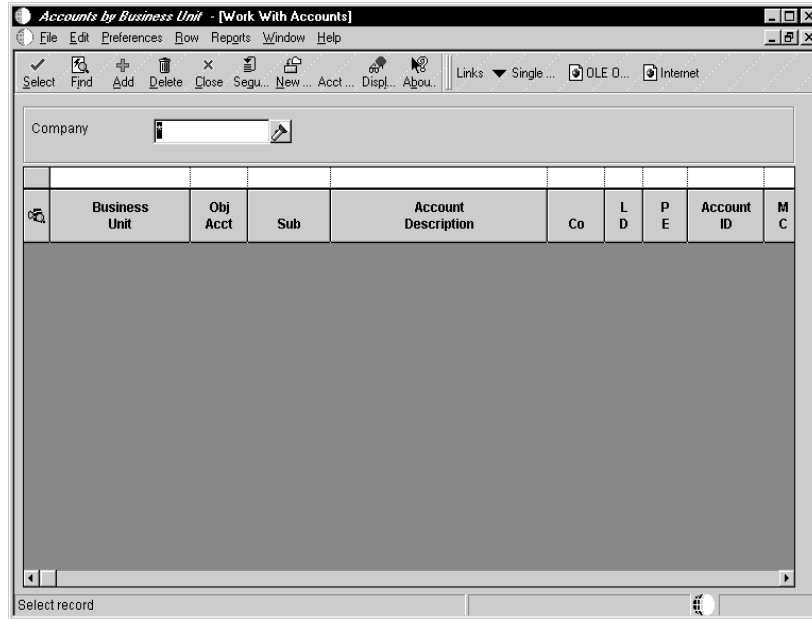 Accounts by Business Unit - [Work With Accounts]
File Edit Preferences Row Reports Window Help
Select Find Add Delete Close Segu... New ... Acct ... Displ... Abou.. Links Single ... OLE O... Internet
Company *
Business Unit Obj Acct Sub Account Description Co L D P E Account ID M C
Select record